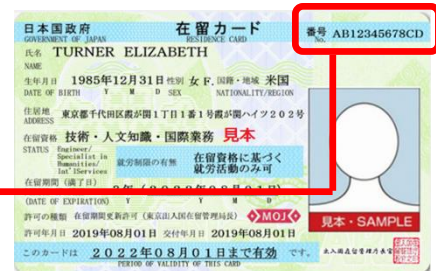 日本国政府 在留カード 番号 AB12345678CD
GOVERNMENT OF JAPAN RESIDENCE CARD No.
氏名 TURNER ELIZABETH
NAME
生年月日 1985年12月31日 性別 女 F. 国籍・地域 米国
DATE OF BIRTH Y M D SEX NATIONALITY/REGION
住居地 東京都千代田区霞が関1丁目1番1号霞が関ハイツ202号
ADDRESS
在留資格 技術・人文知識・国際業務 見本
STATUS Engineer/
Specialist in
Humanities/
Int'lServices
就労制限の有無 在留資格に基づく
就労活動のみ可
在留期間(満了日)
(DATE OF EXPIRATION) Y Y M D
許可の種類 在留期間更新許可(東京出入国在留管理局長) MOJ
見本・SAMPLE
許可年月日 2019年08月01日 交付年月日 2019年08月01日
このカードは 2022年08月01日まで有効 です。
PERIOD OF VALIDITY OF THIS CARD
出入国在留管理庁長官